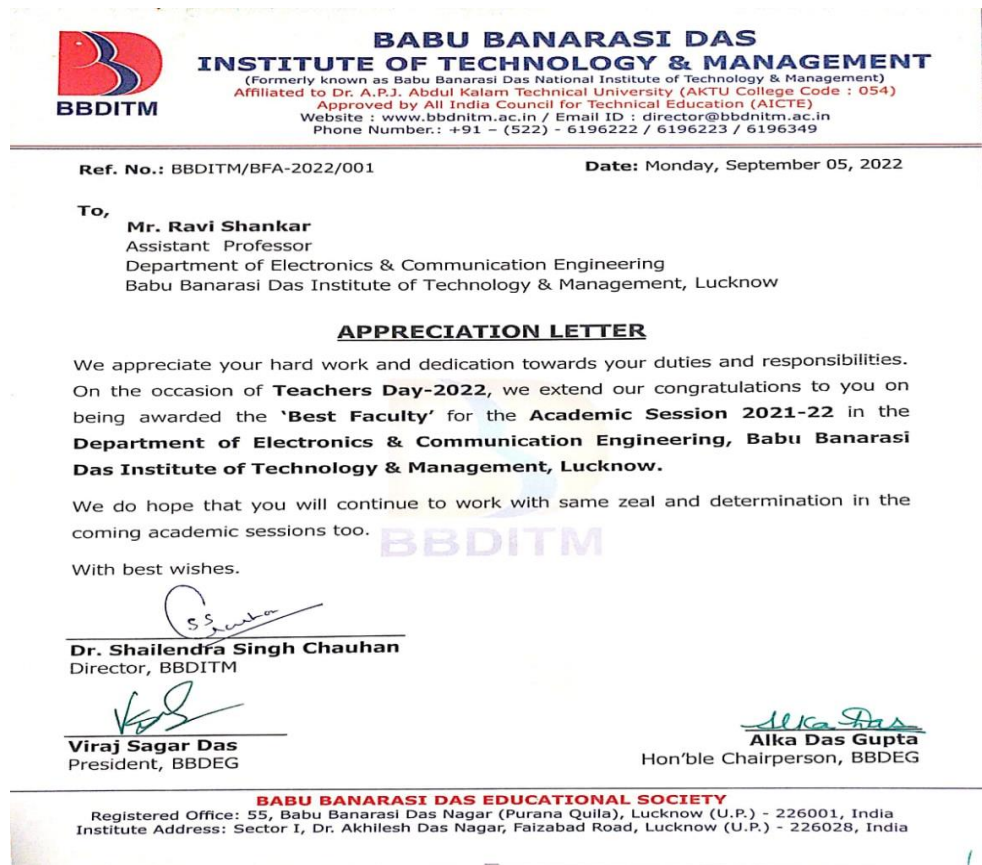 BABU BANARASI DAS
INSTITUTE OF TECHNOLOGY & MANAGEMENT
(Formerly known as Babu Banarasi Das National Institute of Technology & Management)
Affiliated to Dr. A.P.J. Abdul Kalam Technical University (AKTU College Code : 054)
Approved by All India Council for Technical Education (AICTE)
Website : www.bbdnitm.ac.in / Email ID : director@bbdnitm.ac.in
Phone Number.: +91 – (522) - 6196222 / 6196223 / 6196349
BBDITM
Ref. No.: BBDITM/BFA-2022/001 Date: Monday, September 05, 2022
To,
Mr. Ravi Shankar
Assistant Professor
Department of Electronics & Communication Engineering
Babu Banarasi Das Institute of Technology & Management, Lucknow
APPRECIATION LETTER
We appreciate your hard work and dedication towards your duties and responsibilities.
On the occasion of Teachers Day-2022, we extend our congratulations to you on
being awarded the ‘Best Faculty’ for the Academic Session 2021-22 in the
Department of Electronics & Communication Engineering, Babu Banarasi
Das Institute of Technology & Management, Lucknow.
We do hope that you will continue to work with same zeal and determination in the
coming academic sessions too.
BBDITM
With best wishes.
Dr. Shailendra Singh Chauhan
Director, BBDITM
Viraj Sagar Das
President, BBDEG
Alka Das
Alka Das Gupta
Hon’ble Chairperson, BBDEG
BABU BANARASI DAS EDUCATIONAL SOCIETY
Registered Office: 55, Babu Banarasi Das Nagar (Purana Quila), Lucknow (U.P.) - 226001, India
Institute Address: Sector I, Dr. Akhilesh Das Nagar, Faizabad Road, Lucknow (U.P.) - 226028, India